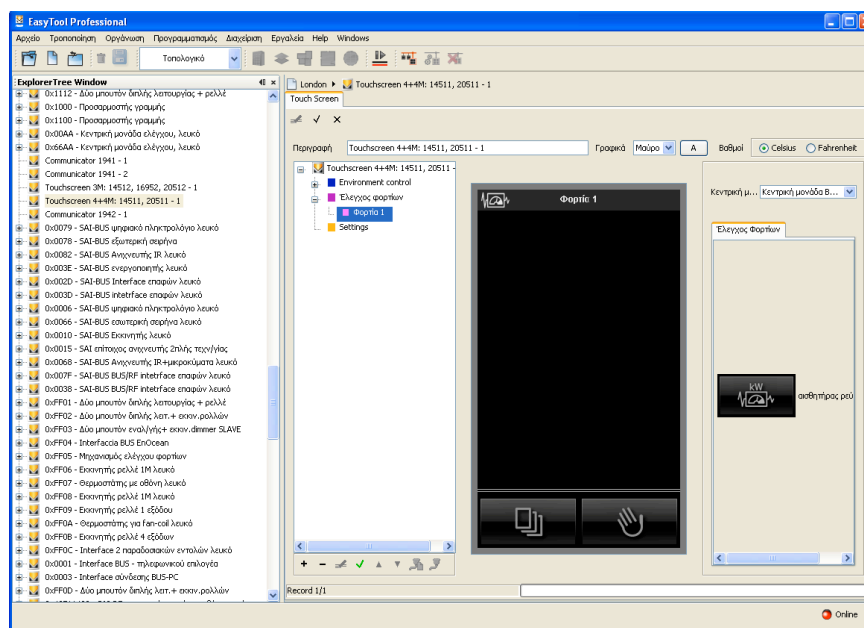 EasyTool Professional
Αρχείο Τροποποίηση Οργάνωση Προγραμματισμός Διαχείριση Εργαλεία Help Windows
Τοπολογικό
ExplorerTree Window
0x1112 - Δύο μπουτόν διπλής λειτουργίας + ρελλέ
0x1000 - Προσαρμοστής γραμμής
0x1100 - Προσαρμοστής γραμμής
0x00AA - Κεντρική μονάδα ελέγχου, λευκό
0x66AA - Κεντρική μονάδα ελέγχου, λευκό
Communicator 1941 - 1
Communicator 1941 - 2
Touchscreen 3M: 14512, 16952, 20512 - 1
Touchscreen 4+4M: 14511, 20511 - 1
Communicator 1942 - 1
0x0079 - SAI-BUS ψηφιακό πληκτρολόγιο λευκό
0x0078 - SAI-BUS εξωτερική σειρήνα
0x0082 - SAI-BUS Ανιχνευτής IR λευκό
0x003E - SAI-BUS ενεργοποιητής λευκό
0x002D - SAI-BUS Interface επαφών λευκό
0x003D - SAI-BUS intetrface επαφών λευκό
0x0006 - SAI-BUS ψηφιακό πληκτρολόγιο λευκό
0x0066 - SAI-BUS εσωτερική σειρήνα λευκό
0x0010 - SAI-BUS Εκκινητής λευκό
0x0015 - SAI επίτοιχος ανιχνευτής 2πλής τεχν/γίας
0x0068 - SAI-BUS Ανιχνευτής IR+μικροκύματα λευκό
0x007F - SAI-BUS BUS/RF intetrface επαφών λευκό
0x0038 - SAI-BUS BUS/RF intetrface επαφών λευκό
0xFF01 - Δύο μπουτόν διπλής λειτουργίας + ρελλέ
0xFF02 - Δύο μπουτόν διπλής λειτ.+ εκκιν.ρολλών
0xFF03 - Δύο μπουτόν εναλ/γής+ εκκιν.dimmer SLAVE
0xFF04 - Interfaccia BUS EnOcean
0xFF05 - Μηχανισμός ελέγχου φορτίων
0xFF06 - Εκκινητής ρελλέ 1M λευκό
0xFF07 - Θερμοστάτης με οθόνη λευκό
0xFF08 - Εκκινητής ρελλέ 1M λευκό
0xFF09 - Εκκινητής ρελλέ 1 εξόδου
0xFF0A - Θερμοστάτης για fan-coil λευκό
0xFF0B - Εκκινητής ρελλέ 4 εξόδων
0xFF0C - Interface 2 παραδοσιακών εντολών λευκό
0x0001 - Interface BUS - τηλεφωνικού επιλογέα
0x0003 - Interface σύνδεσης BUS-PC
0xFF0D - Δύο μπουτόν διπλής λειτ.+ εκκιν.ρολλών
London Touchscreen 4+4M: 14511, 20511 - 1
Touch Screen
Περιγραφή Touchscreen 4+4M: 14511, 20511 - 1 Γραφικά Μαύρο A Βαθμοί Celsius Fahrenheit
Touchscreen 4+4M: 14511, 20511 -
Environment control
Έλεγχος φορτίων
Φορτία 1
Settings
Φορτία 1
Κεντρική μ... Κεντρική μονάδα B...
Έλεγχος Φορτίων
kW
αισθητήρας ρεύ
Record 1/1
Online